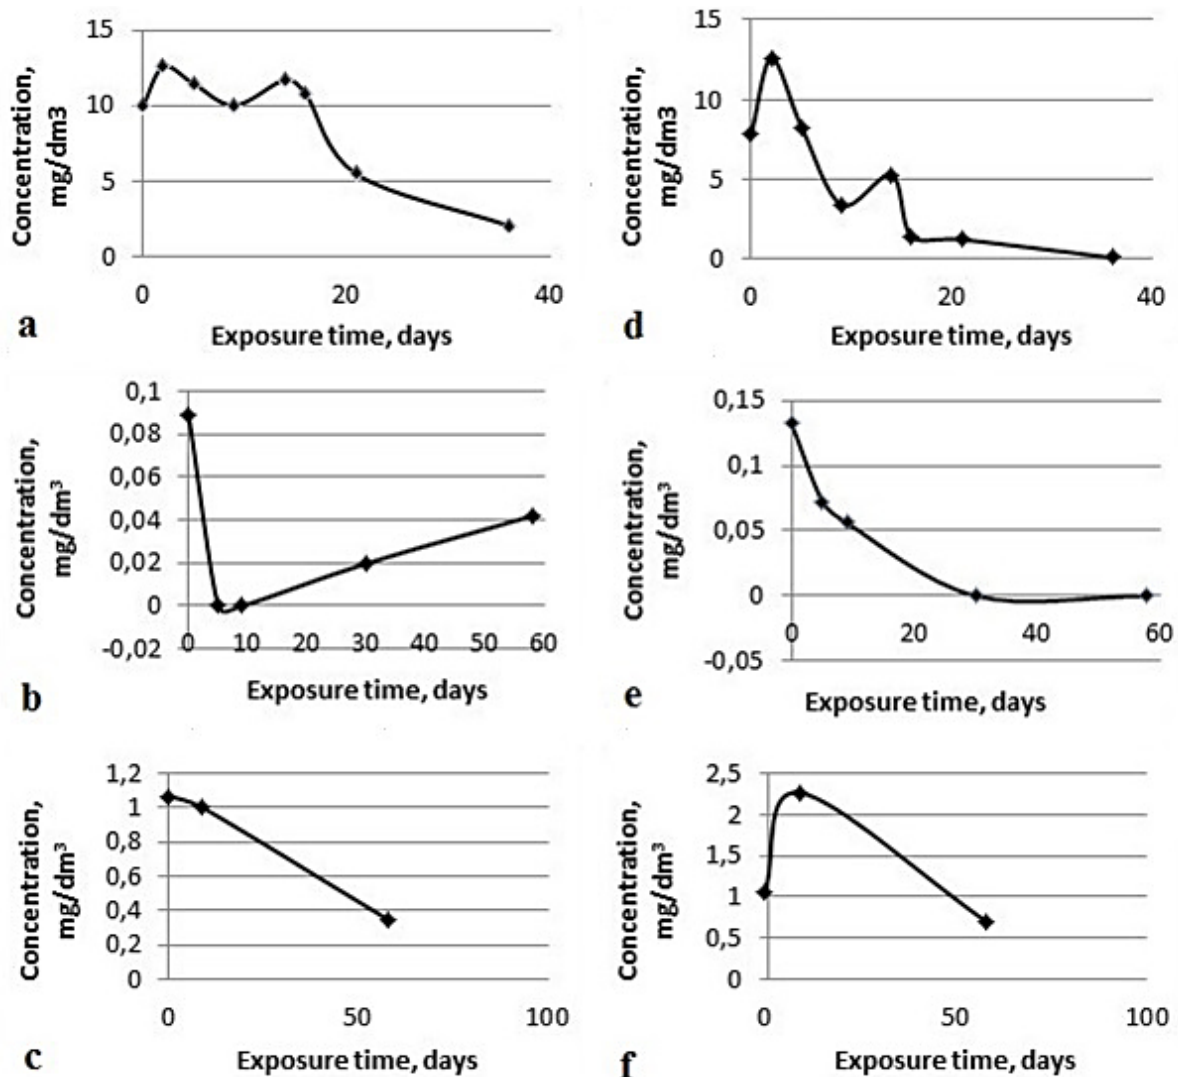 15
10
5
0
0 20 40
Concentration,
mg/dm3
Exposure time, days
a
15
10
5
0
0 20 40
Concentration,
mg/dm3
Exposure time, days
d
0,1
0,08
0,06
0,04
0,02
0
-0,02
0 10 20 30 40 50 60
Concentration,
mg/dm³
Exposure time, days
b
0,15
0,1
0,05
0
-0,05
0 20 40 60
Concentration,
mg/dm³
Exposure time, days
e
1,2
1
0,8
0,6
0,4
0,2
0
0 50 100
Concentration,
mg/dm³
Exposure time, days
c
2,5
2
1,5
1
0,5
0
0 50 100
Concentration,
mg/dm³
Exposure time, days
f